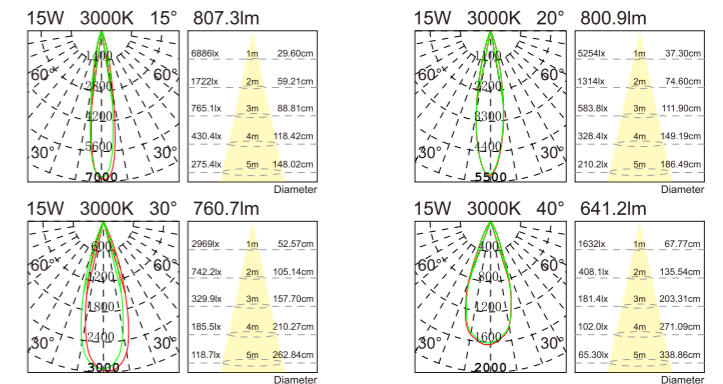 15W 3000K 15° 807.3lm
1400
2800
4200
5600
7000
60° 60°
30° 30°
6886lx 1m 29.60cm
1722lx 2m 59.21cm
765.1lx 3m 88.81cm
430.4lx 4m 118.42cm
275.4lx 5m 148.02cm
Diameter
15W 3000K 20° 800.9lm
1100
2200
3300
4400
5500
60° 60°
30° 30°
5254lx 1m 37.30cm
1314lx 2m 74.60cm
583.8lx 3m 111.90cm
328.4lx 4m 149.19cm
210.2lx 5m 186.49cm
Diameter
15W 3000K 30° 760.7lm
600
1200
1800
2400
3000
60° 60°
30° 30°
2969lx 1m 52.57cm
742.2lx 2m 105.14cm
329.9lx 3m 157.70cm
185.5lx 4m 210.27cm
118.7lx 5m 262.84cm
Diameter
15W 3000K 40° 641.2lm
400
800
1200
1600
2000
60° 60°
30° 30°
1632lx 1m 67.77cm
408.1lx 2m 135.54cm
181.4lx 3m 203.31cm
102.0lx 4m 271.09cm
65.30lx 5m 338.86cm
Diameter